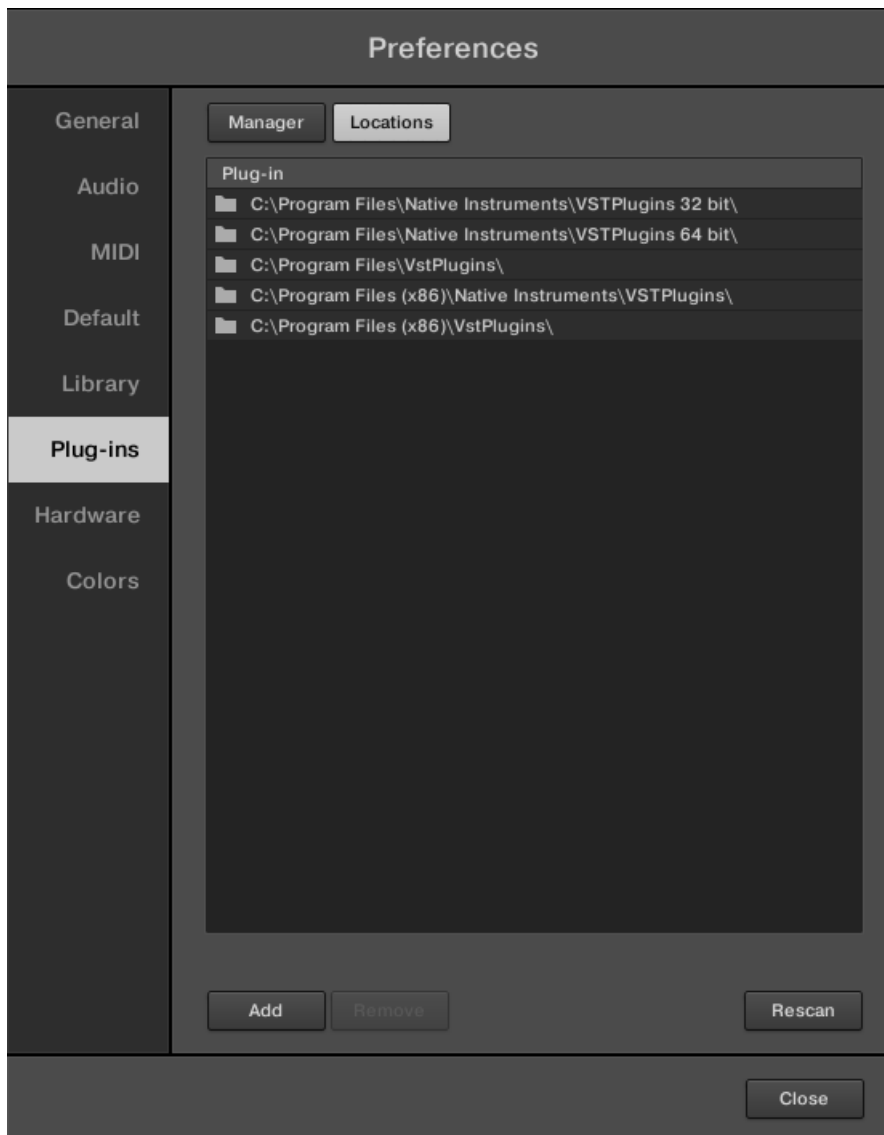 Preferences
General
Audio
MIDI
Default
Library
Plug-ins
Hardware
Colors
Manager
Locations
Plug-in
C:\Program Files\Native Instruments\VSTPlugins 32 bit\
C:\Program Files\Native Instruments\VSTPlugins 64 bit\
C:\Program Files\VstPlugins\
C:\Program Files (x86)\Native Instruments\VSTPlugins\
C:\Program Files (x86)\VstPlugins\
Add
Remove
Rescan
Close